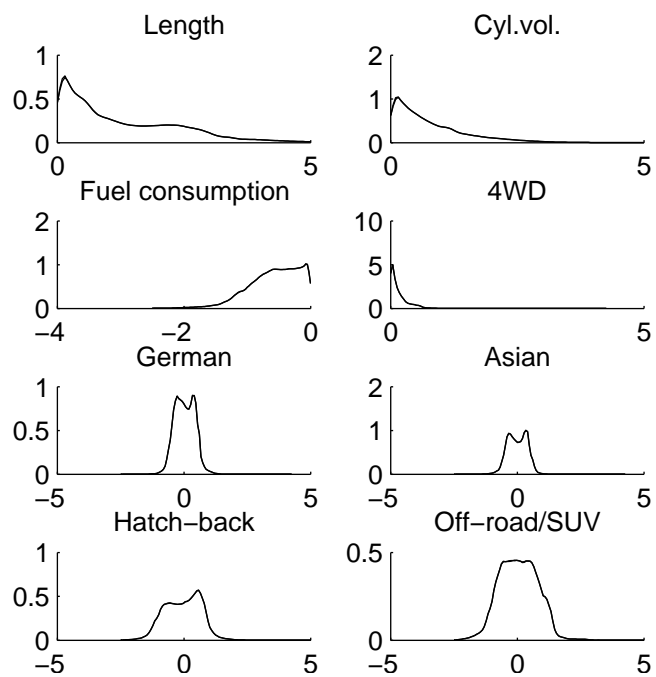 Length Cyl.vol.
1 2
0.5 1
0 0
0 5 0 5
Fuel consumption 4WD
2 10
1 5
0 0
−4 −2 0 0 5
German Asian
1 2
0.5 1
0 0
−5 0 5 −5 0 5
Hatch−back Off−road/SUV
1 0.5
0.5
0 0
−5 0 5 −5 0 5